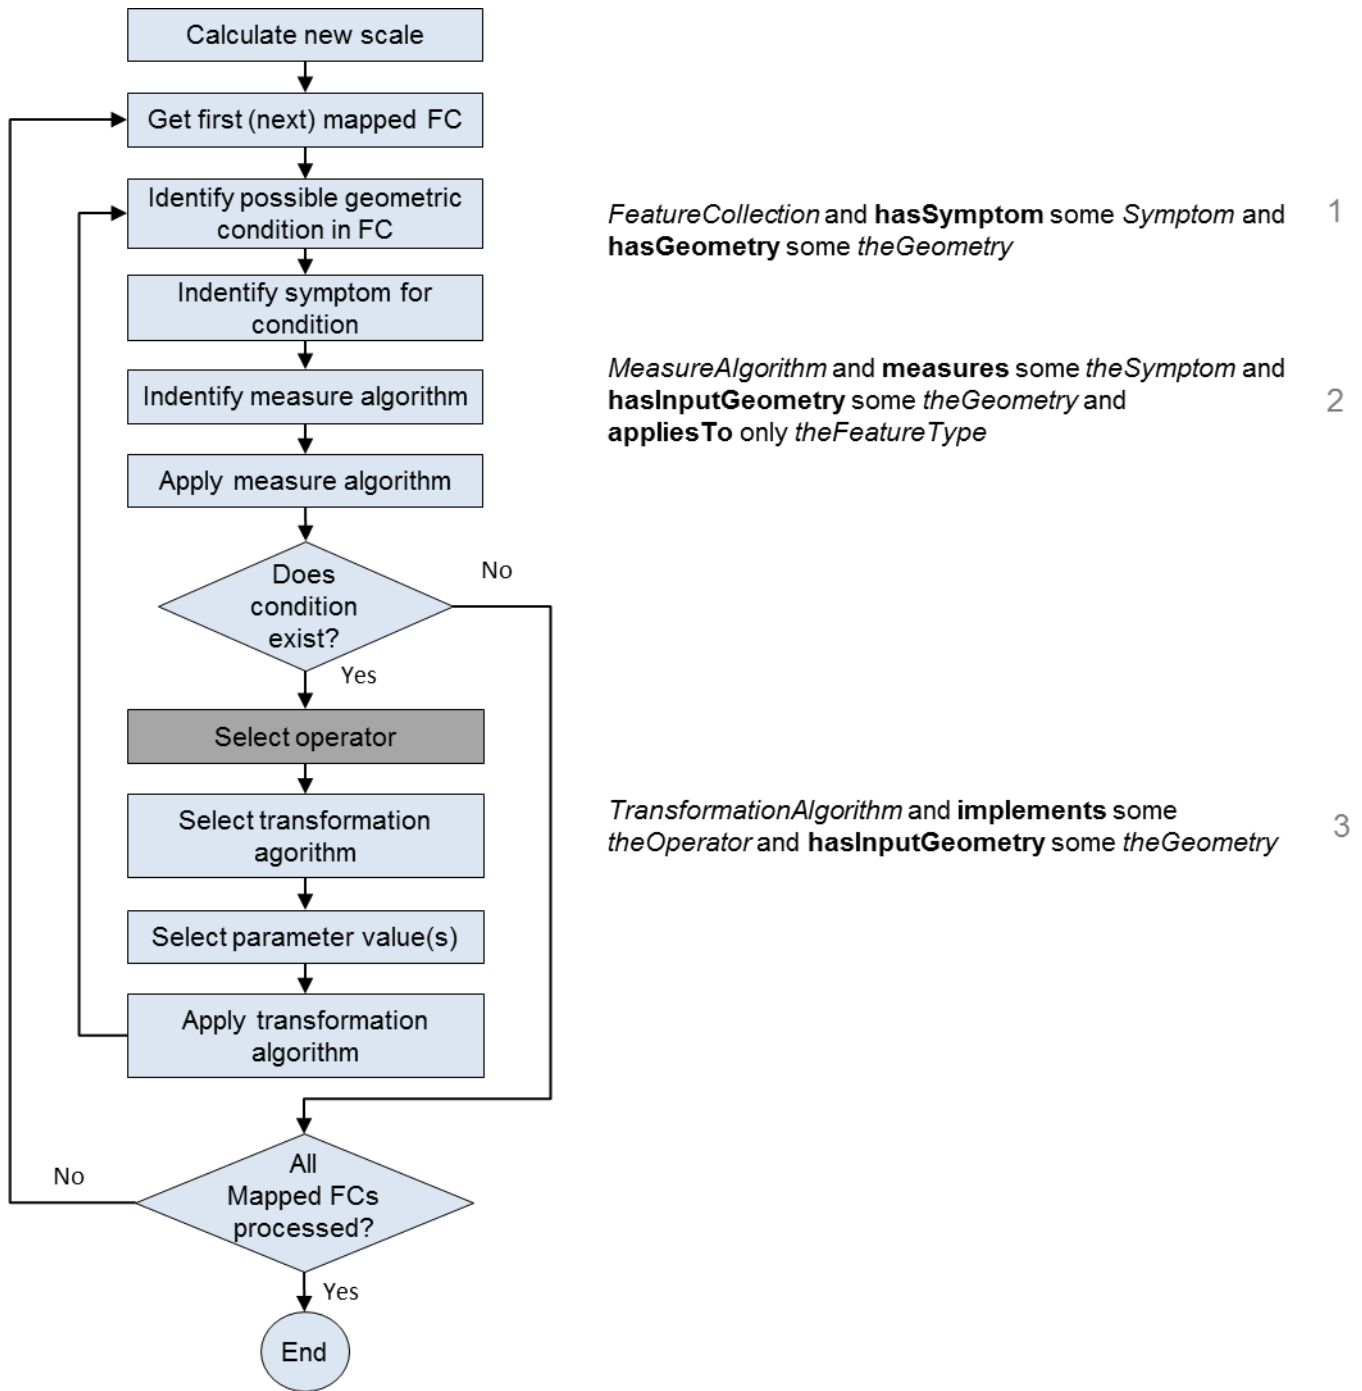 Calculate new scale
Get first (next) mapped FC
Identify possible geometric
condition in FC
FeatureCollection and hasSymptom some Symptom and
hasGeometry some theGeometry
1
Indentify symptom for
condition
Indentify measure algorithm
MeasureAlgorithm and measures some theSymptom and
hasInputGeometry some theGeometry and
appliesTo only theFeatureType
2
Apply measure algorithm
Does
condition
exist?
No
Yes
Select operator
Select transformation
agorithm
TransformationAlgorithm and implements some
theOperator and hasInputGeometry some theGeometry
3
Select parameter value(s)
Apply transformation
algorithm
All
Mapped FCs
processed?
No
Yes
End